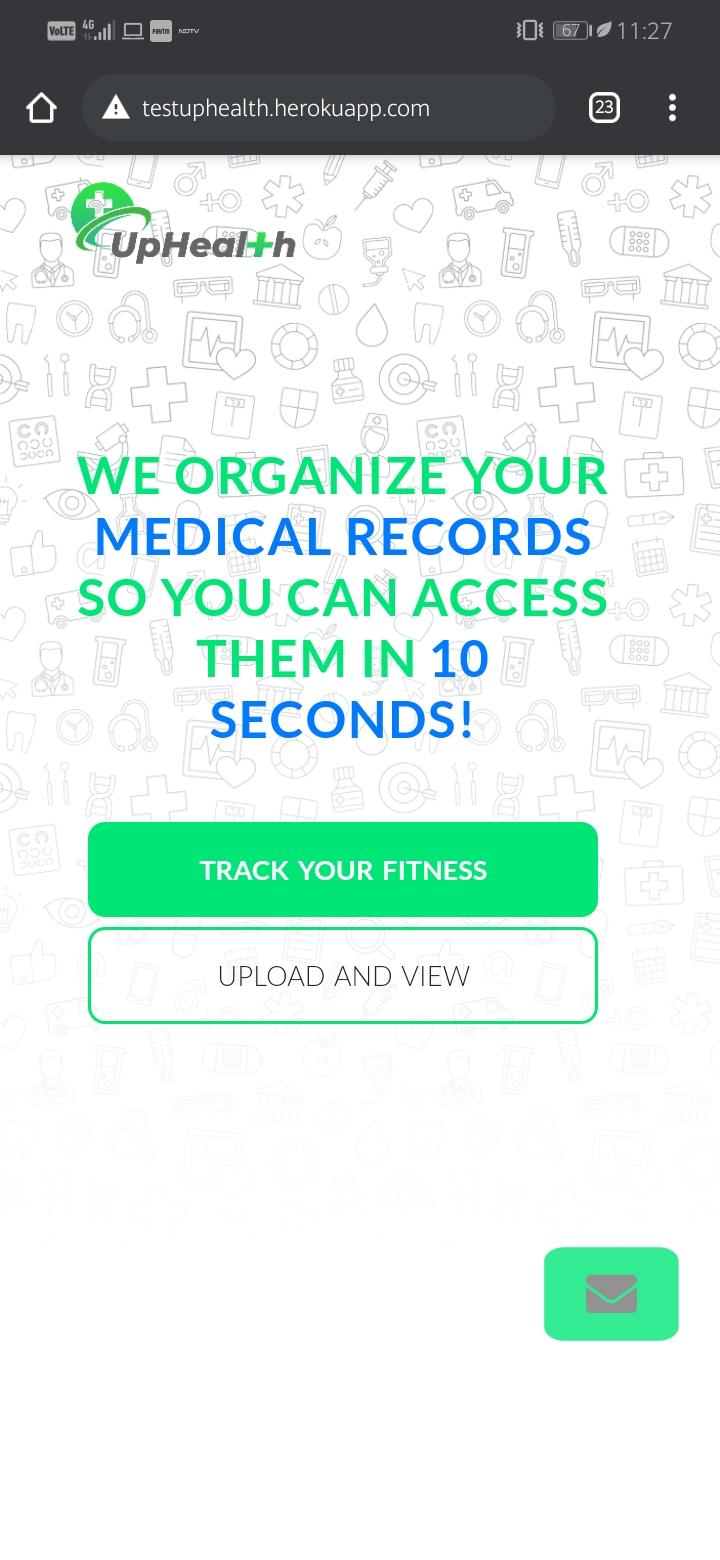 VoLTE 4G Paytm NDTV 67 11:27
testuphealth.herokuapp.com 23
UpHealth
WE ORGANIZE YOUR
MEDICAL RECORDS
SO YOU CAN ACCESS
THEM IN 10
SECONDS!
TRACK YOUR FITNESS
UPLOAD AND VIEW